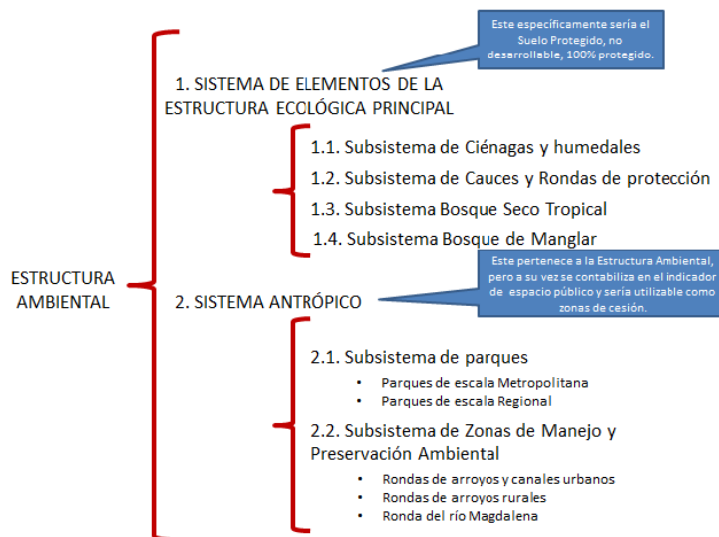 Este específicamente sería el
Suelo Protegido, no
desarrollable, 100% protegido.
1. SISTEMA DE ELEMENTOS DE LA
ESTRUCTURA ECOLÓGICA PRINCIPAL
1.1. Subsistema de Ciénagas y humedales
1.2. Subsistema de Cauces y Rondas de protección
1.3. Subsistema Bosque Seco Tropical
1.4. Subsistema Bosque de Manglar
Este pertenece a la Estructura Ambiental,
pero a su vez se contabiliza en el indicador
de espacio público y sería utilizable como
zonas de cesión.
ESTRUCTURA
AMBIENTAL
2. SISTEMA ANTRÓPICO
2.1. Subsistema de parques
• Parques de escala Metropolitana
• Parques de escala Regional
2.2. Subsistema de Zonas de Manejo y
Preservación Ambiental
• Rondas de arroyos y canales urbanos
• Rondas de arroyos rurales
• Ronda del río Magdalena